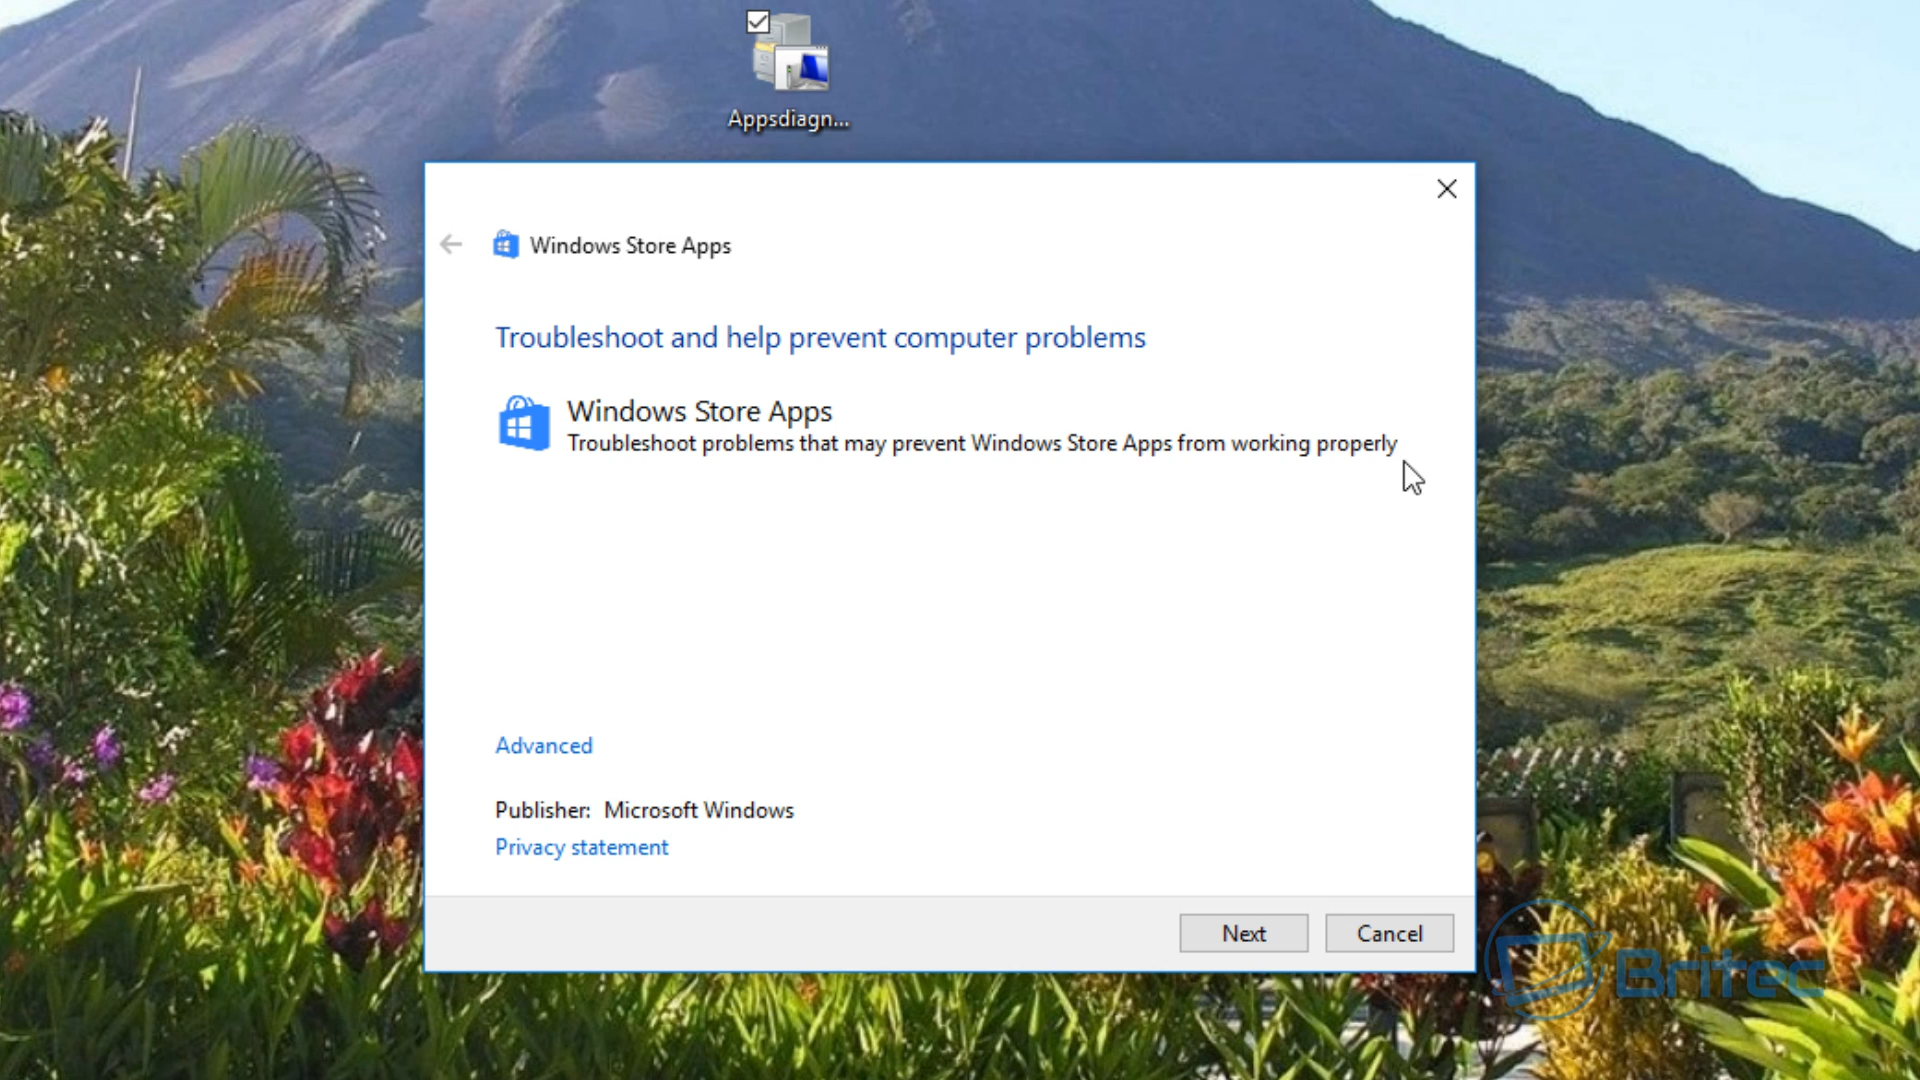 Appsdiagn...
Windows Store Apps
Troubleshoot and help prevent computer problems
Windows Store Apps
Troubleshoot problems that may prevent Windows Store Apps from working properly
Advanced
Publisher: Microsoft Windows
Privacy statement
Next Cancel
Britec